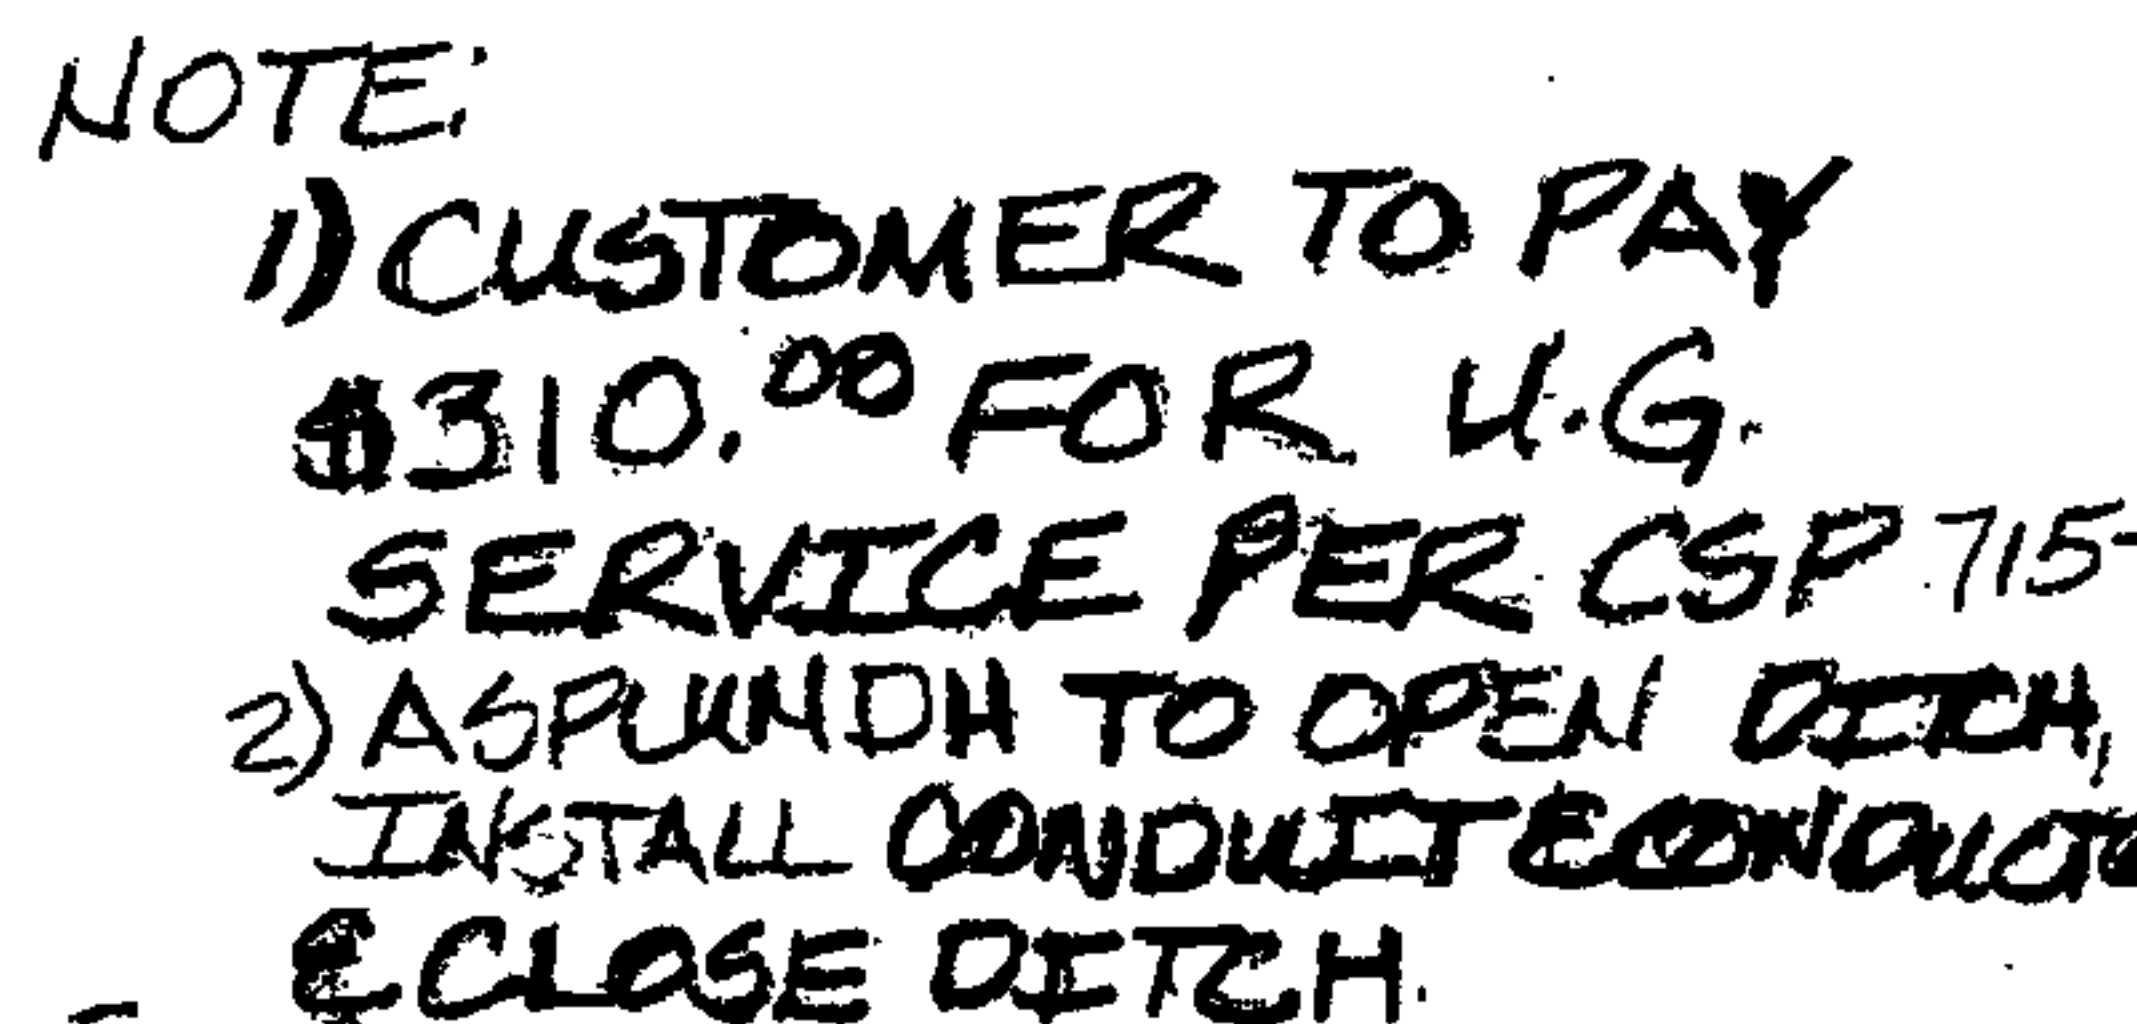 NOTE:
1) CUSTOMER TO PAY
$310.00 FOR U.G.
SERVICE PER CSP 715-
2) ASPLUNDH TO OPEN DITCH,
INSTALL CONDUIT & CONDUCTO
& CLOSE DITCH.